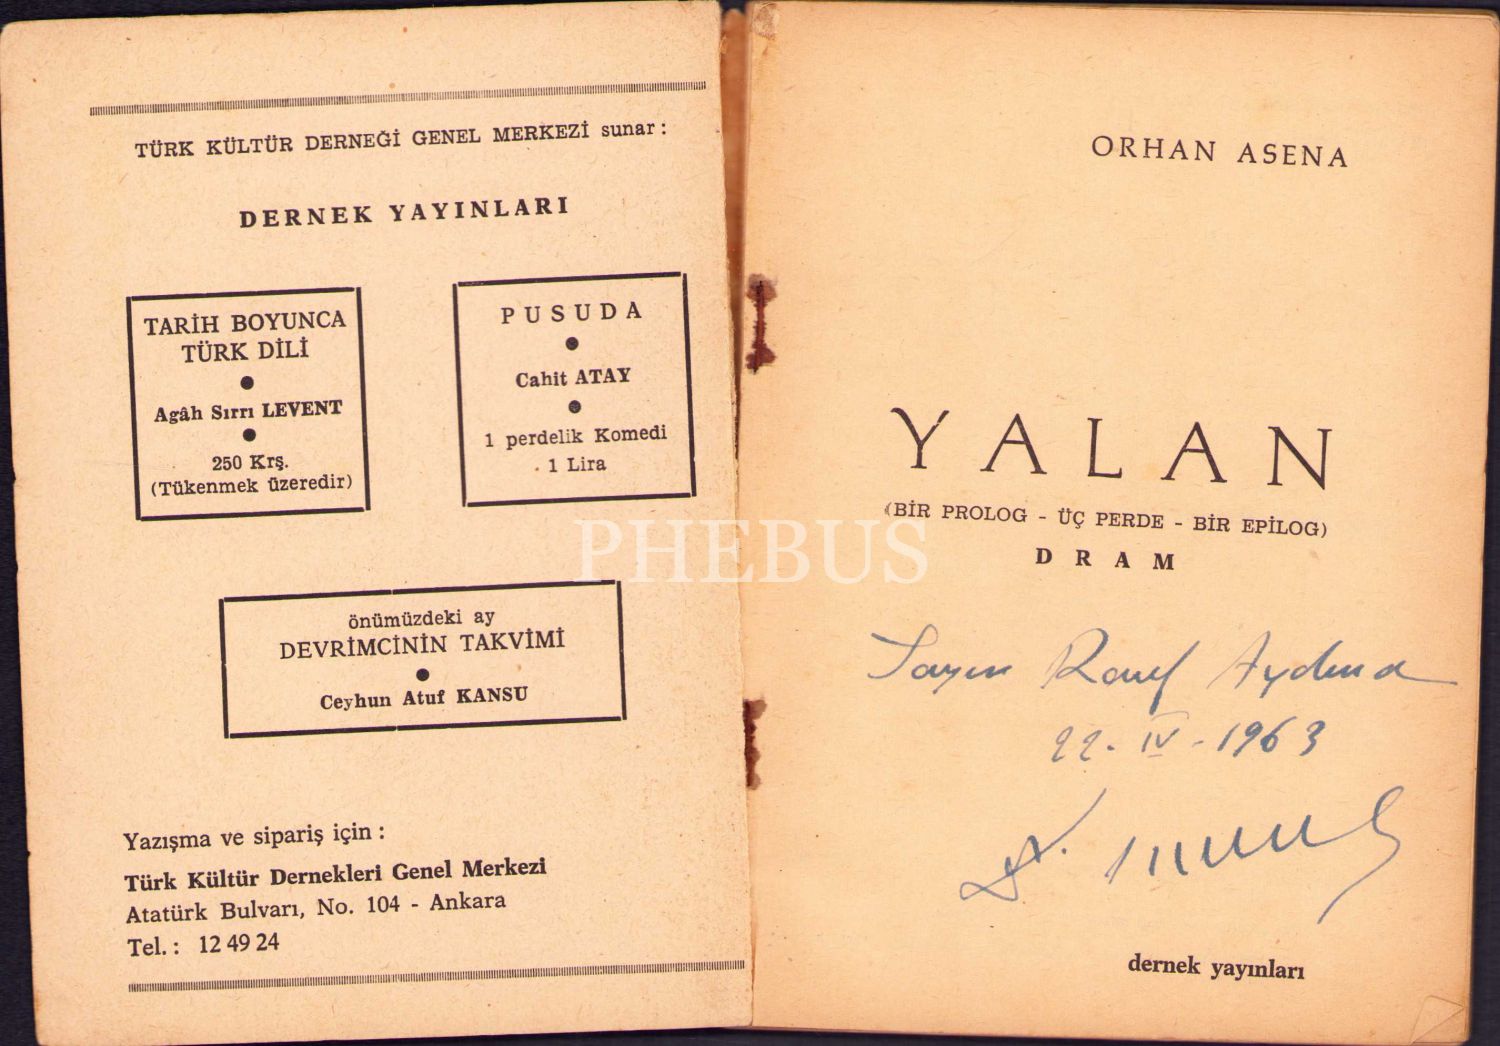 TÜRK KÜLTÜR DERNEĞİ GENEL MERKEZİ sunar :
DERNEK YAYINLARI
TARİH BOYUNCA
TÜRK DİLİ
●
Agâh Sırrı LEVENT
●
250 Krş.
(Tükenmek üzeredir)
PUSUDA
●
Cahit ATAY
●
1 perdelik Komedi
1 Lira
önümüzdeki ay
DEVRİMCİNİN TAKVİMİ
●
Ceyhun Atuf KANSU
Yazışma ve sipariş için :
Türk Kültür Dernekleri Genel Merkezi
Atatürk Bulvarı, No. 104 - Ankara
Tel. : 12 49 24
PHEBUS
ORHAN ASENA
YALAN
(BİR PROLOG - ÜÇ PERDE - BİR EPİLOG)
DRAM
Sayın Rauf Aydına
22. IV - 1963
dernek yayınları